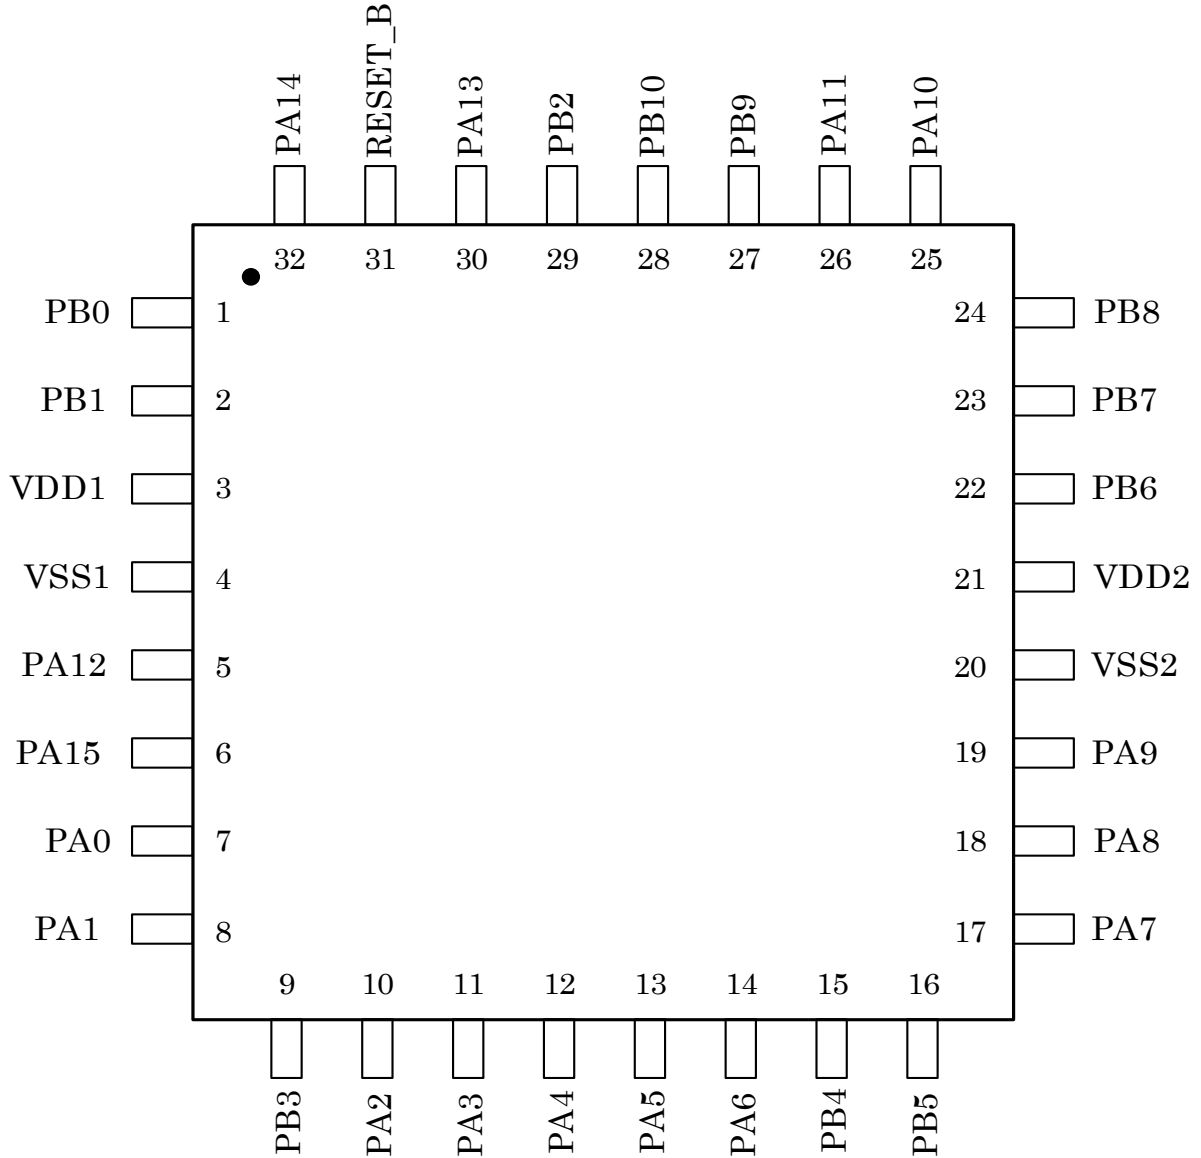 PA14 RESET_B PA13 PB2 PB10 PB9 PA11 PA10
32 31 30 29 28 27 26 25
PB0 1 24 PB8
PB1 2 23 PB7
VDD1 3 22 PB6
VSS1 4 21 VDD2
PA12 5 20 VSS2
PA15 6 19 PA9
PA0 7 18 PA8
PA1 8 17 PA7
9 10 11 12 13 14 15 16
PB3 PA2 PA3 PA4 PA5 PA6 PB4 PB5